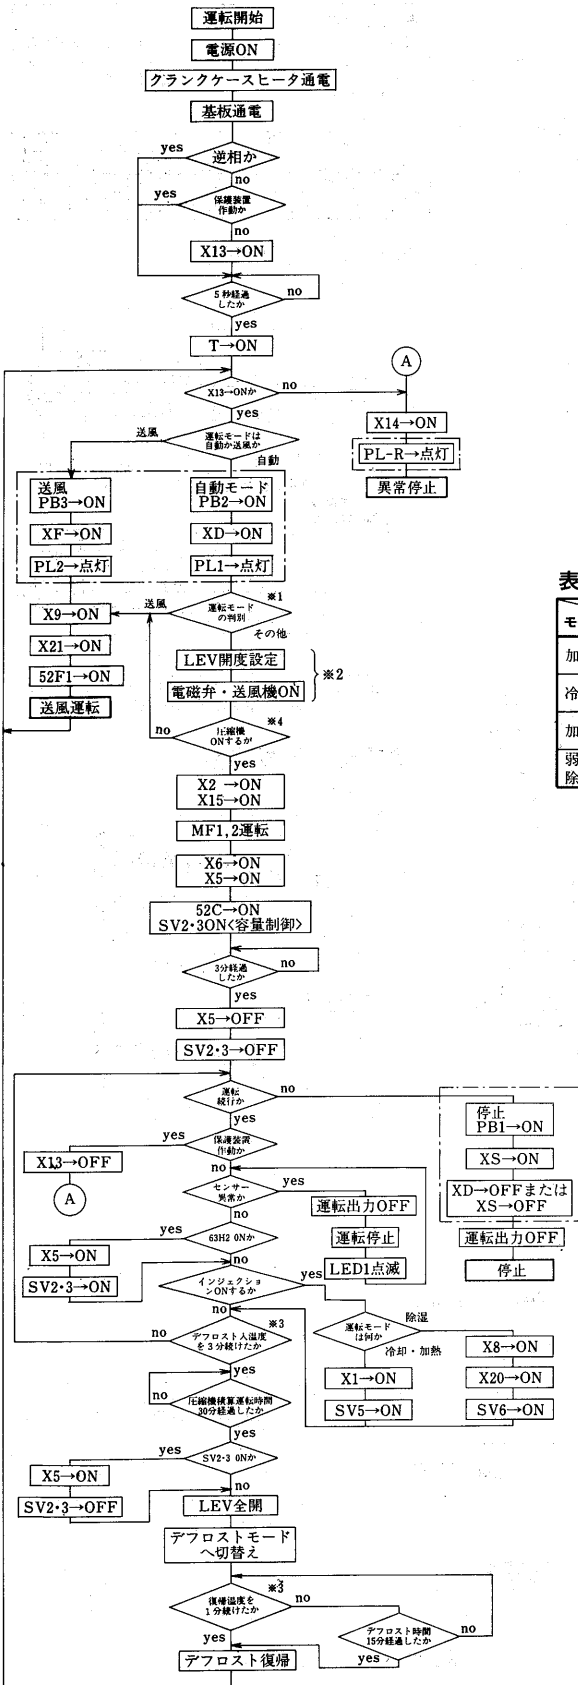 運転開始
電源ON
クランクケースヒータ通電
基板通電
逆相か
yes
no
保護装置
作動か
yes
no
X13→ON
5秒経過
したか
no
yes
T→ON
A
X13→ONか
no
yes
X14→ON
PL-R→点灯
異常停止
運転モードは
自動か送風か
送風
自動
送風
PB3→ON
XF→ON
PL2→点灯
自動モード
PB2→ON
XD→ON
PL1→点灯
※1
運転モード
の判別
送風
その他
X9→ON
X21→ON
52F1→ON
送風運転
LEV開度設定
電磁弁・送風機ON
※2
※4
圧縮機
ONするか
no
yes
X2 →ON
X15→ON
MF1,2運転
X6→ON
X5→ON
52C→ON
SV2・3ON<容量制御>
3分経過
したか
no
yes
X5→OFF
SV2・3→OFF
運転
続行か
no
yes
停止
PB1→ON
XS→ON
XD→OFFまたは
XS→OFF
運転出力OFF
停止
保護装置
作動か
yes
no
X13→OFF
A
センサー
異常か
yes
no
運転出力OFF
運転停止
LED1点滅
63H2 ONか
yes
no
X5→ON
SV2・3→ON
インジェクショ
ンONするか
yes
no
運転モード
は何か
除湿
冷却・加熱
X1→ON
SV5→ON
X8→ON
X20→ON
SV6→ON
※3
デフロスト入温度
を3分続けたか
no
yes
圧縮機積算運転時間
30分経過したか
no
yes
SV2・3 ONか
yes
no
X5→ON
SV2・3→OFF
LEV全開
デフロストモード
へ切替え
※3
復帰温度を
1分続けたか
no
yes
デフロスト時間
15分経過したか
no
yes
デフロスト復帰
表
モ
加
冷
加
弱
除